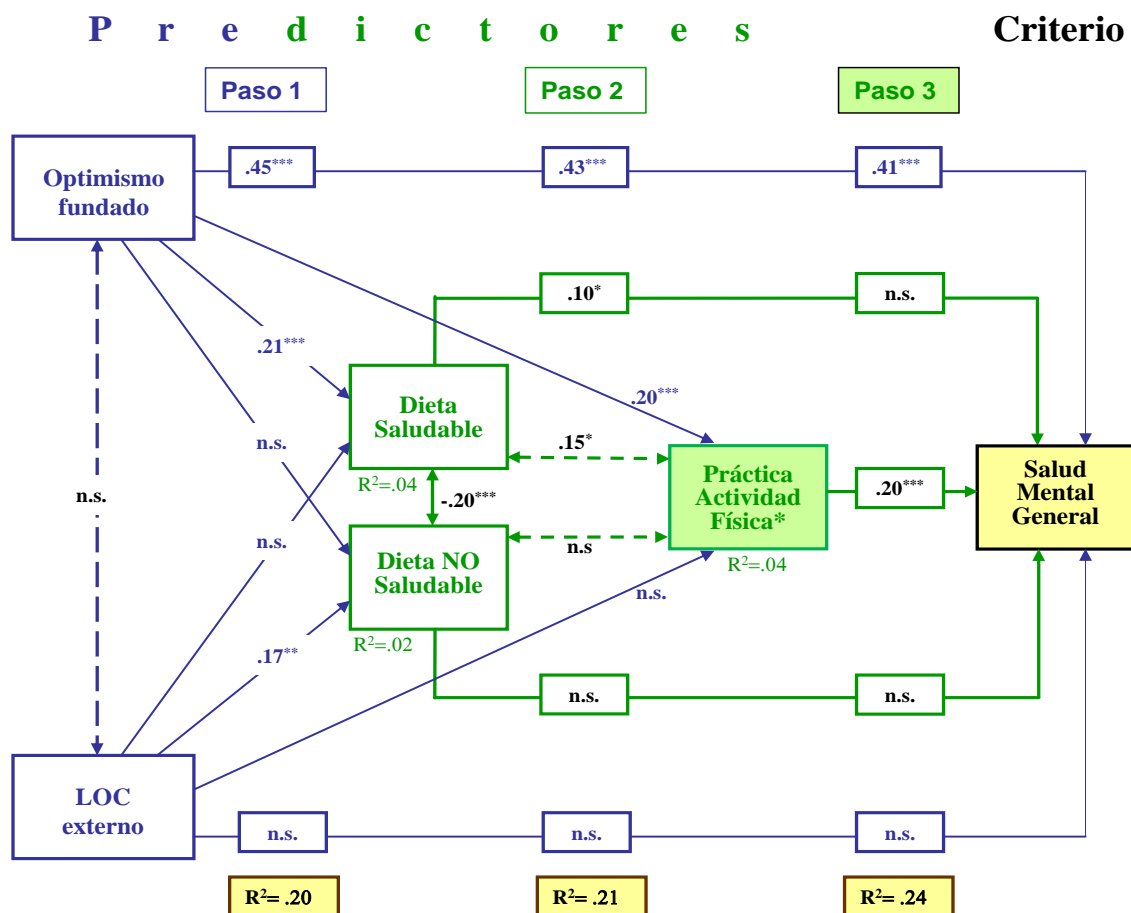 P r e d i c t o r e s Criterio
Paso 1 Paso 2 Paso 3
Optimismo
fundado
.45*** .43*** .41***
.10* n.s.
.21***
.20***
Dieta
Saludable
n.s.
.15*
R²=.04
-.20***
Práctica
Actividad
Física*
.20***
Salud
Mental
General
n.s.
n.s.
n.s
Dieta NO
Saludable
R²=.04
n.s.
R²=.02
.17**
n.s. n.s.
LOC
externo
n.s. n.s. n.s.
R²= .20 R²= .21 R²= .24